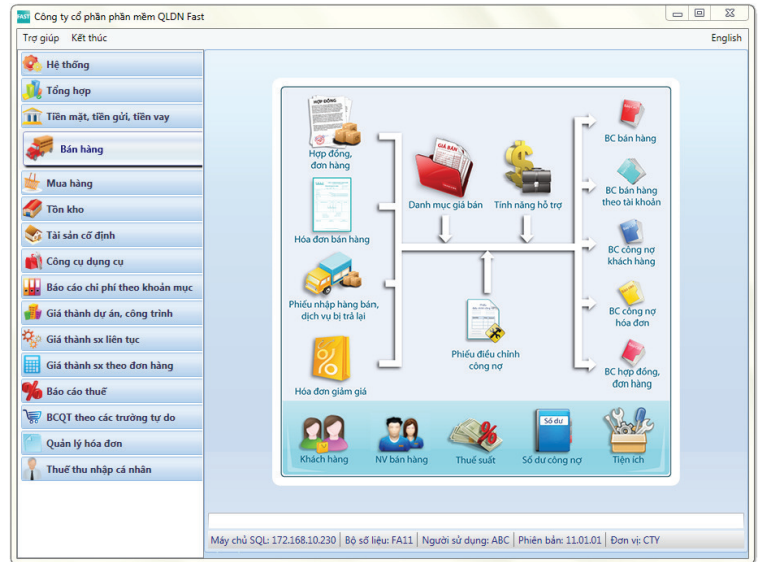 FAST Công ty cổ phần phần mềm QLDN Fast
Trợ giúp Kết thúc English
Hệ thống
Tổng hợp
Tiền mặt, tiền gửi, tiền vay
Bán hàng
Mua hàng
Tồn kho
Tài sản cố định
Công cụ dụng cụ
Báo cáo chi phí theo khoản mục
Giá thành dự án, công trình
Giá thành sx liên tục
Giá thành sx theo đơn hàng
Báo cáo thuế
BCQT theo các trường tự do
Quản lý hóa đơn
Thuế thu nhập cá nhân
HỢP ĐỒNG
Hợp đồng,
đơn hàng
Hóa đơn bán hàng
Phiếu nhập hàng bán,
dịch vụ bị trả lại
Hóa đơn giảm giá
GIÁ BÁN
Danh mục giá bán
Tính năng hỗ trợ
Phiếu điều chỉnh
công nợ
BC bán hàng
BC bán hàng
theo tài khoản
BC công nợ
khách hàng
BC công nợ
hóa đơn
BC hợp đồng,
đơn hàng
Khách hàng
NV bán hàng
Thuế suất
Số dư
Số dư công nợ
Tiện ích
Máy chủ SQL: 172.168.10.230 Bộ số liệu: FA11 Người sử dụng: ABC Phiên bản: 11.01.01 Đơn vị: CTY